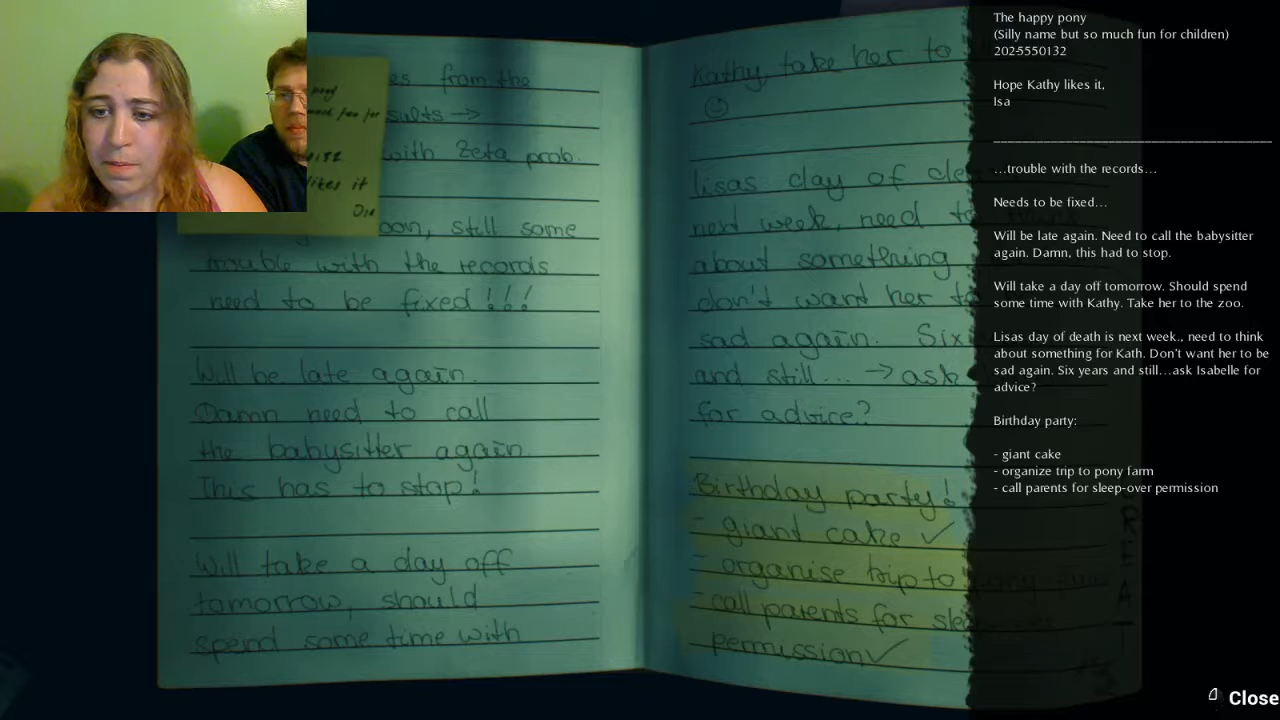 es from the
sults →
with Zeta prob.
oon, still some
trouble with the records
need to be fixed!!!
Will be late again.
Damn need to call
the babysitter again.
This has to stop!
Will take a day off
tomorrow, should
spend some time with
likes it
Kathy, take her to
☺
lisas day of de
next week, need to
about something
don't want her to
sad again. Six
and still... → ask
for advice?
Birthday party!
- giant cake ✓
- organise trip to pony farm
- call parents for sleep
permission ✓
The happy pony
(Silly name but so much fun for children)
2025550132
Hope Kathy likes it,
Isa
...trouble with the records...
Needs to be fixed...
Will be late again. Need to call the babysitter
again. Damn, this had to stop.
Will take a day off tomorrow. Should spend
some time with Kathy. Take her to the zoo.
Lisas day of death is next week., need to think
about something for Kath. Don't want her to be
sad again. Six years and still...ask Isabelle for
advice?
Birthday party:
- giant cake
- organize trip to pony farm
- call parents for sleep-over permission
Close